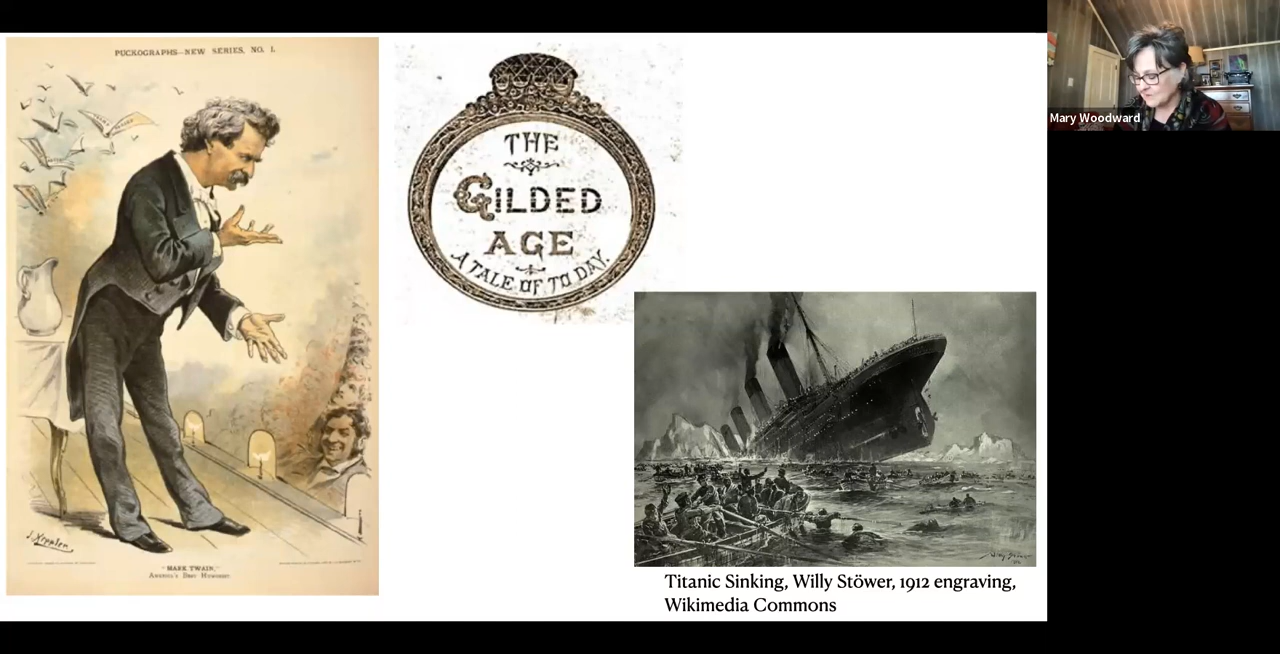 PUCKOGRAPHS—NEW SERIES, NO. I.
J. Keppler
"MARK TWAIN,"
America's Best Humorist.
THE
GILDED
AGE
A TALE OF TO DAY.
Titanic Sinking, Willy Stöwer, 1912 engraving,
Wikimedia Commons
Mary Woodward